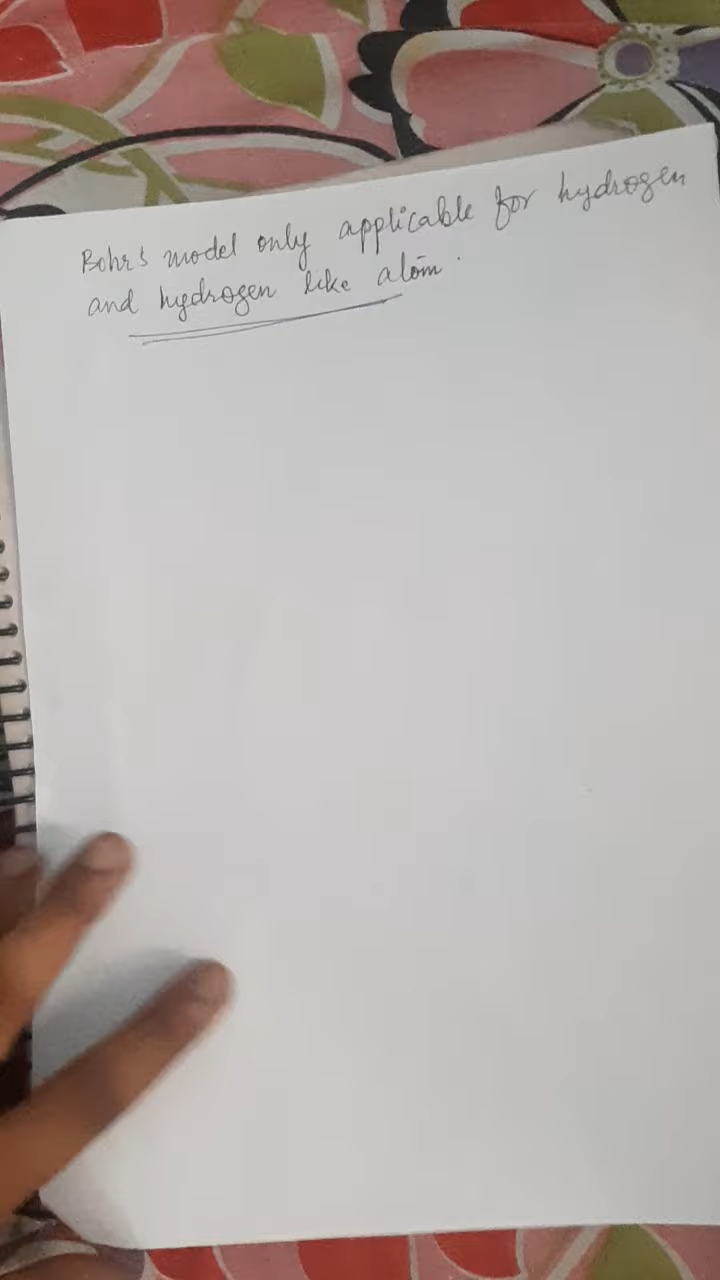 Bohr's model only applicable for hydrogen
and hydrogen like atom.